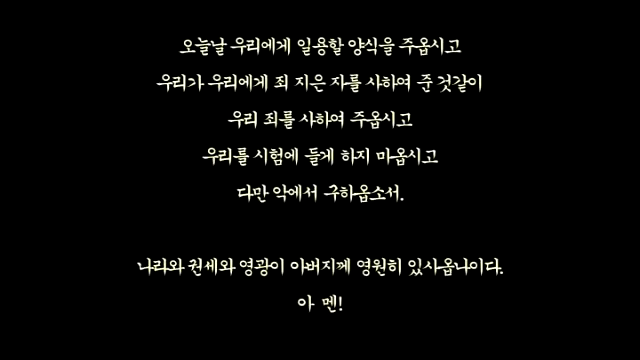 오늘날 우리에게 일용할 양식을 주옵시고
우리가 우리에게 죄 지은 자를 사하여 준 것같이
우리 죄를 사하여 주옵시고
우리를 시험에 들게 하지 마옵시고
다만 악에서 구하옵소서.
나라와 권세와 영광이 아버지께 영원히 있사옵나이다.
아 멘!